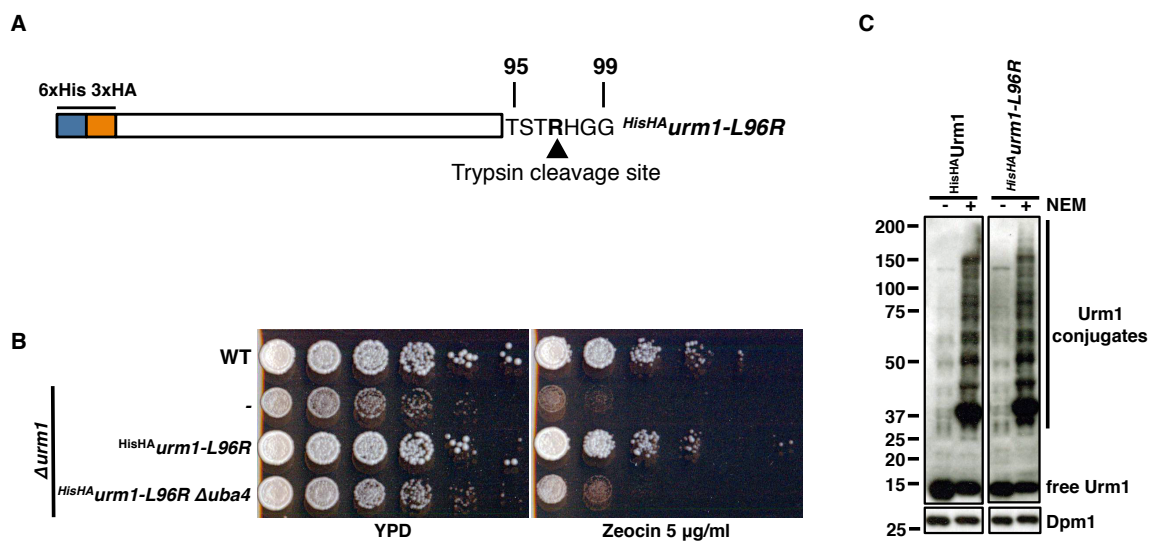 A
6xHis 3xHA
95 99
TSTRHGG HisHAurm1-L96R
Trypsin cleavage site
B
WT
Δurm1
-
HisHAurm1-L96R
HisHAurm1-L96R Δuba4
YPD
Zeocin 5 µg/ml
C
HisHAUrm1
HisHAurm1-L96R
- + - + NEM
200
150
100
75
50
37
25
20
15
25
Urm1
conjugates
free Urm1
Dpm1